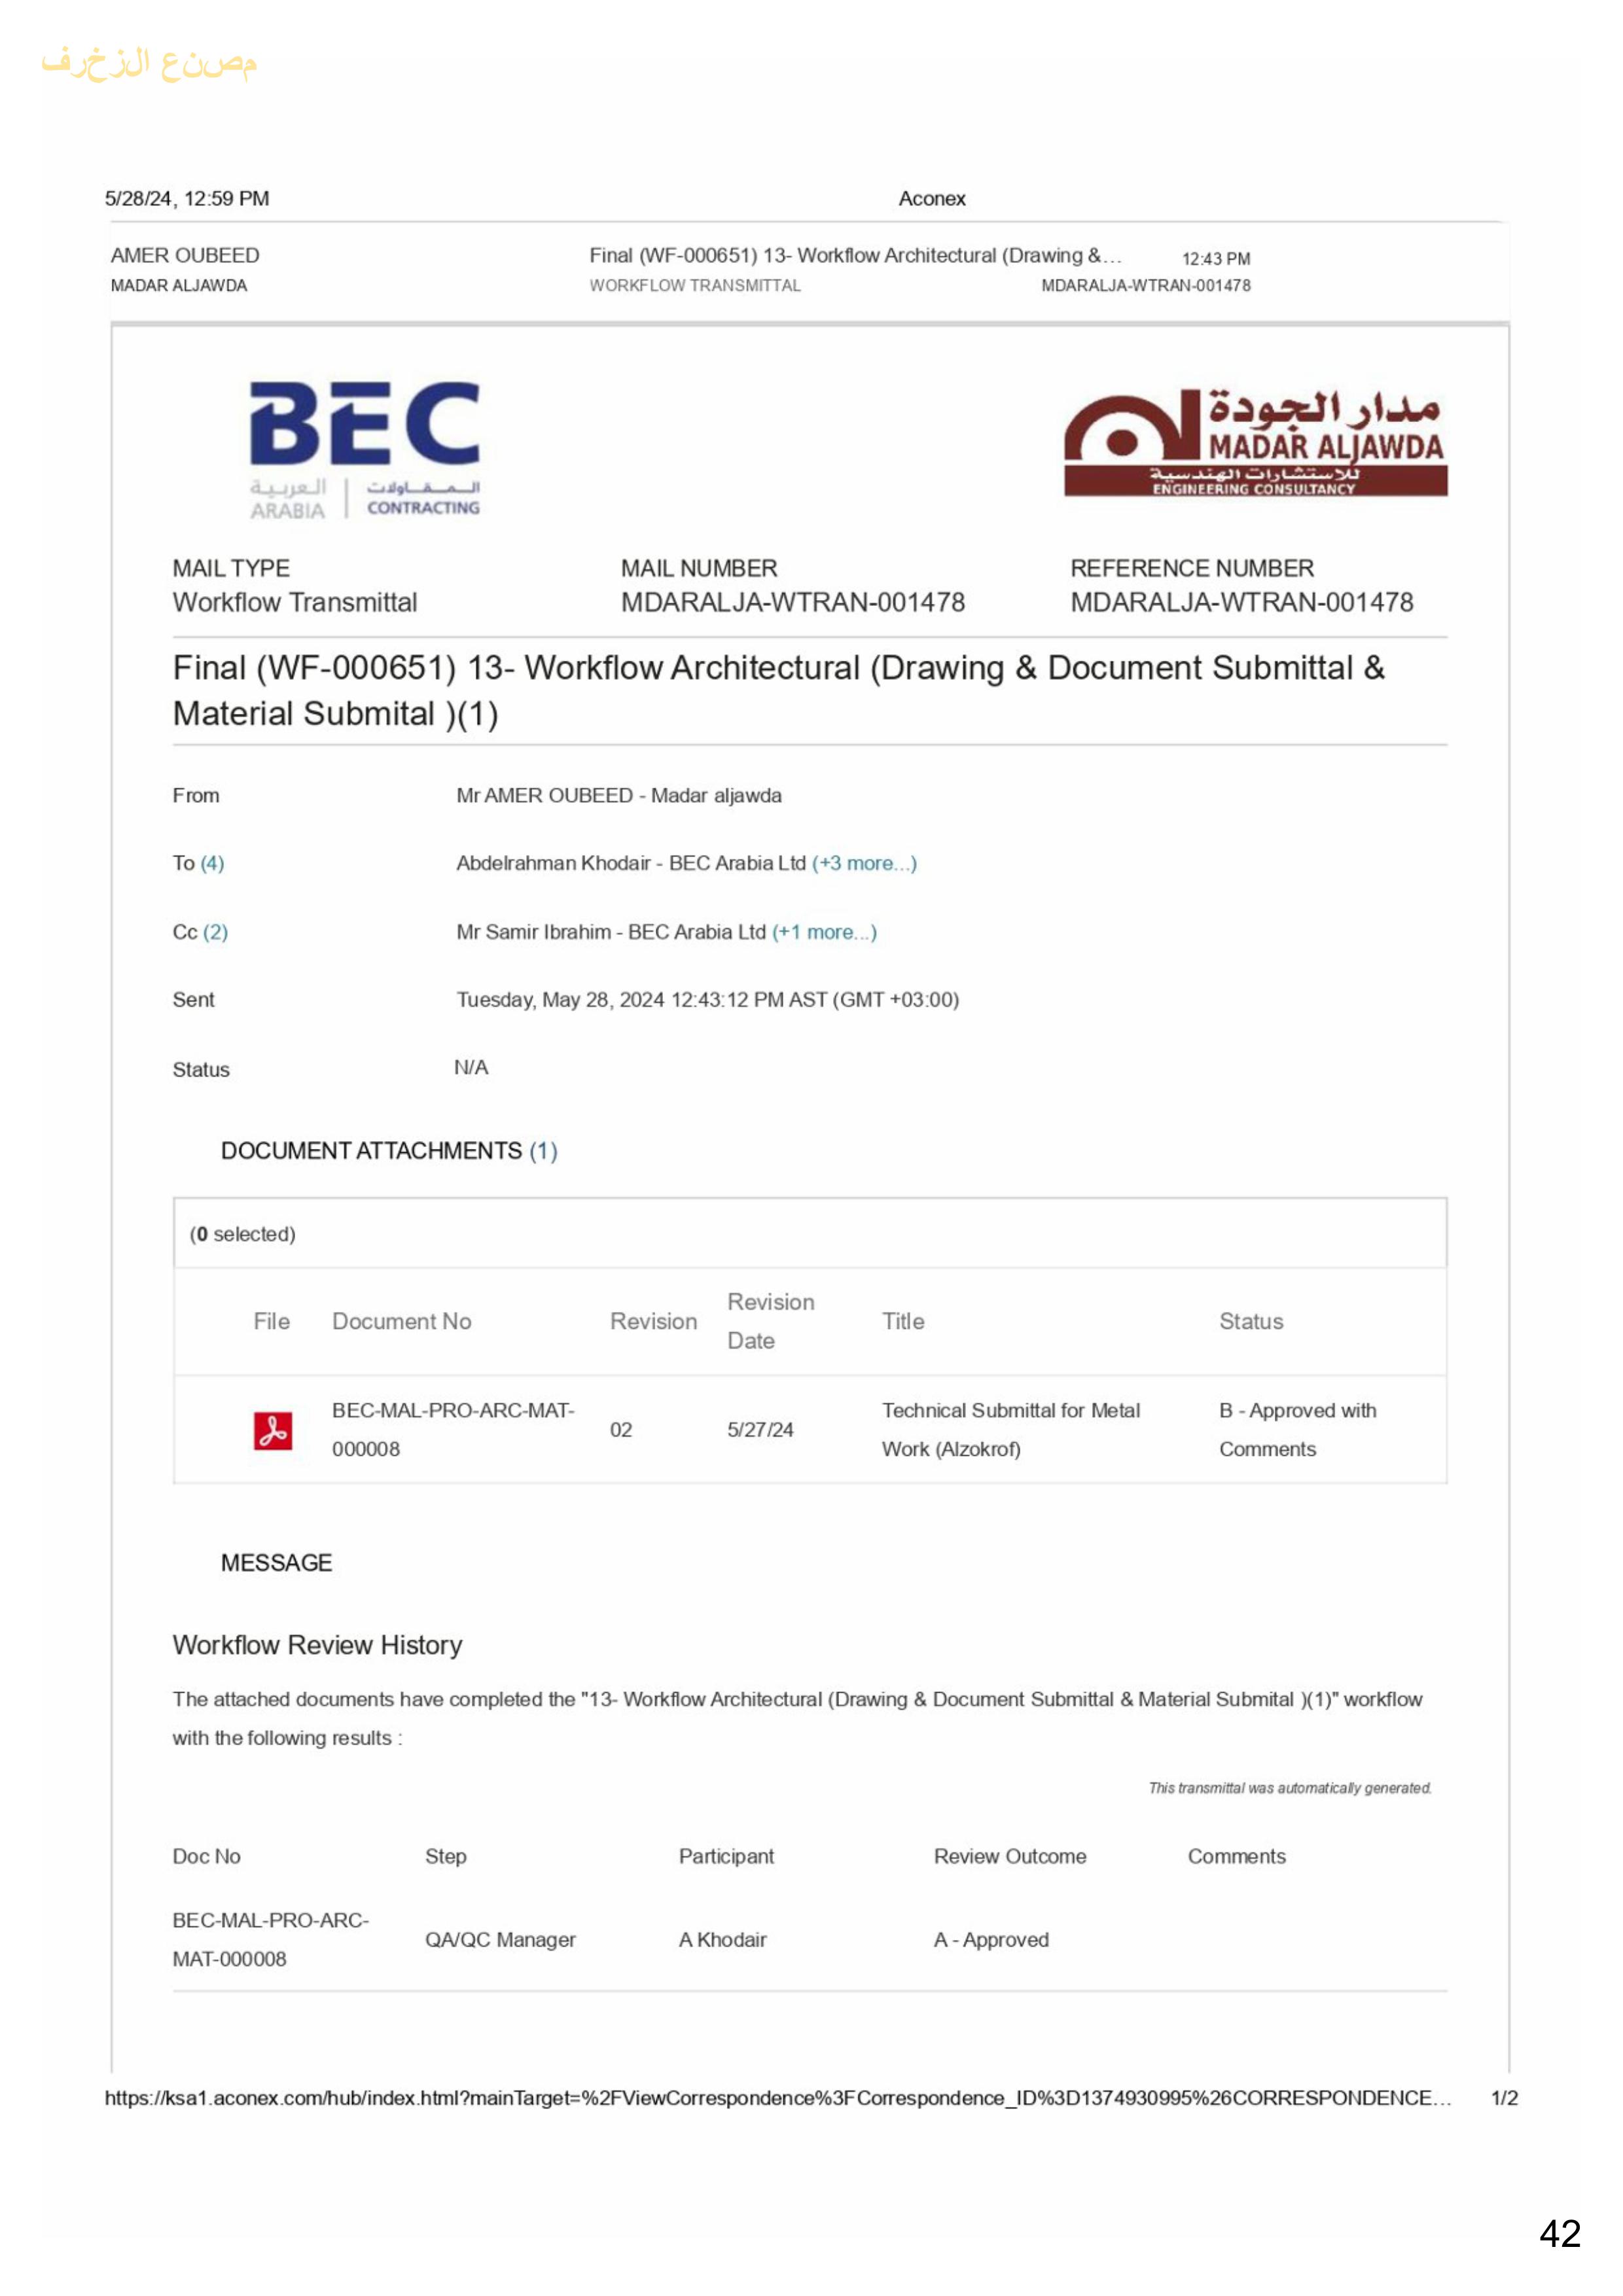 مصنع الزخرف
5/28/24, 12:59 PM
Aconex
AMER OUBEED
Final (WF-000651) 13- Workflow Architectural (Drawing &...
12:43 PM
MADAR ALJAWDA
WORKFLOW TRANSMITTAL
MDARALJA-WTRAN-001478
BEC
العربية
المقاولات
ARABIA
CONTRACTING
مدار الجودة
MADAR ALJAWDA
للاستشارات الهندسية
ENGINEERING CONSULTANCY
MAIL TYPE
MAIL NUMBER
REFERENCE NUMBER
Workflow Transmittal
MDARALJA-WTRAN-001478
MDARALJA-WTRAN-001478
Final (WF-000651) 13- Workflow Architectural (Drawing & Document Submittal &
Material Submital )(1)
From
Mr AMER OUBEED - Madar aljawda
To (4)
Abdelrahman Khodair - BEC Arabia Ltd (+3 more...)
Cc (2)
Mr Samir Ibrahim - BEC Arabia Ltd (+1 more...)
Sent
Tuesday, May 28, 2024 12:43:12 PM AST (GMT +03:00)
Status
N/A
DOCUMENT ATTACHMENTS (1)
(0 selected)
File
Document No
Revision
Revision
Date
Title
Status
BEC-MAL-PRO-ARC-MAT-
000008
02
5/27/24
Technical Submittal for Metal
Work (Alzokrof)
B - Approved with
Comments
MESSAGE
Workflow Review History
The attached documents have completed the "13- Workflow Architectural (Drawing & Document Submittal & Material Submital )(1)" workflow
with the following results :
This transmittal was automatically generated.
Doc No
Step
Participant
Review Outcome
Comments
BEC-MAL-PRO-ARC-
MAT-000008
QA/QC Manager
A Khodair
A - Approved
https://ksa1.aconex.com/hub/index.html?mainTarget=%2FViewCorrespondence%3FCorrespondence_ID%3D1374930995%26CORRESPONDENCE...
1/2
42